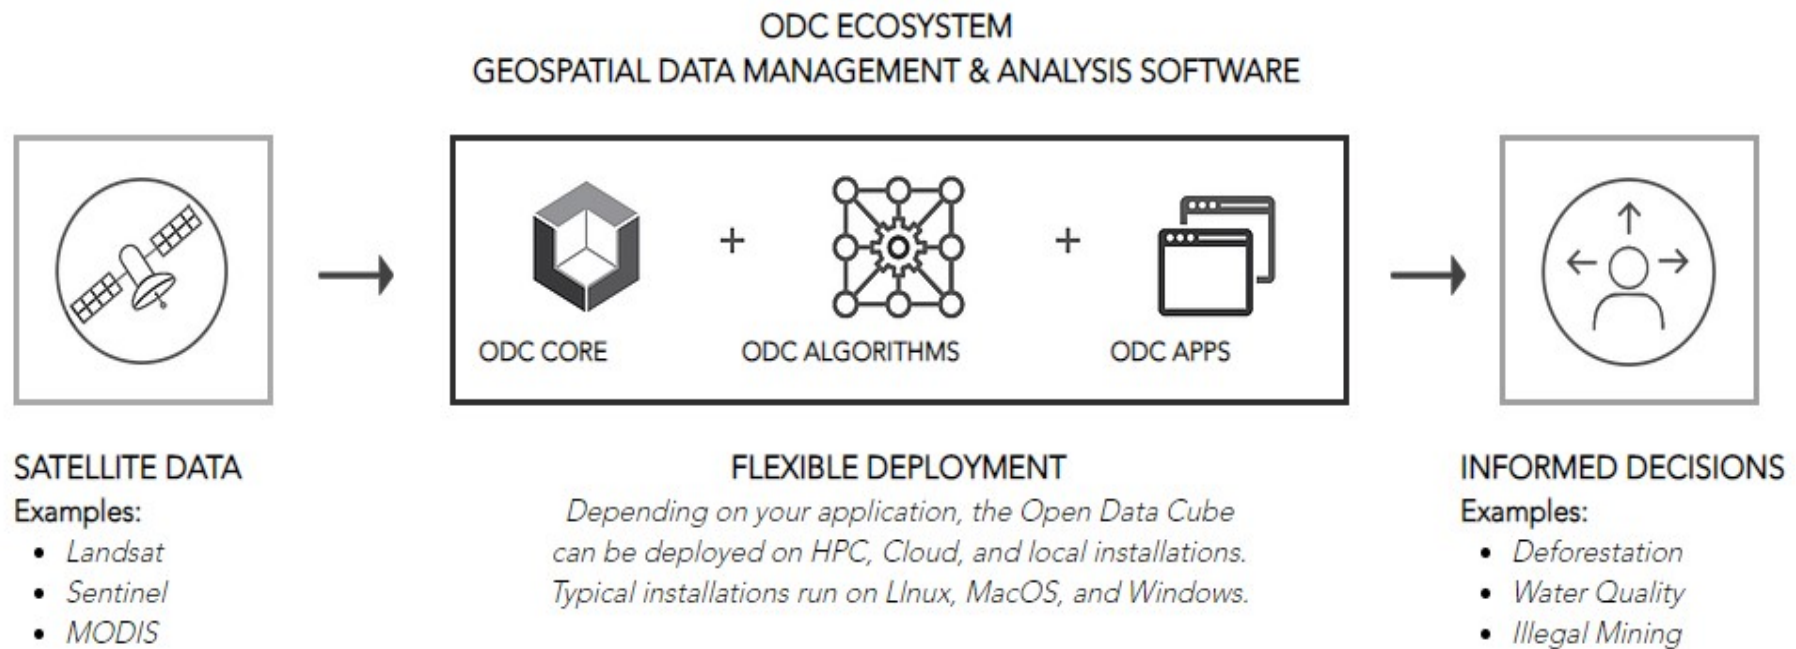 ODC ECOSYSTEM
GEOSPATIAL DATA MANAGEMENT & ANALYSIS SOFTWARE
+
+
ODC CORE
ODC ALGORITHMS
ODC APPS
SATELLITE DATA
Examples:
• Landsat
• Sentinel
• MODIS
FLEXIBLE DEPLOYMENT
Depending on your application, the Open Data Cube
can be deployed on HPC, Cloud, and local installations.
Typical installations run on LInux, MacOS, and Windows.
INFORMED DECISIONS
Examples:
• Deforestation
• Water Quality
• Illegal Mining